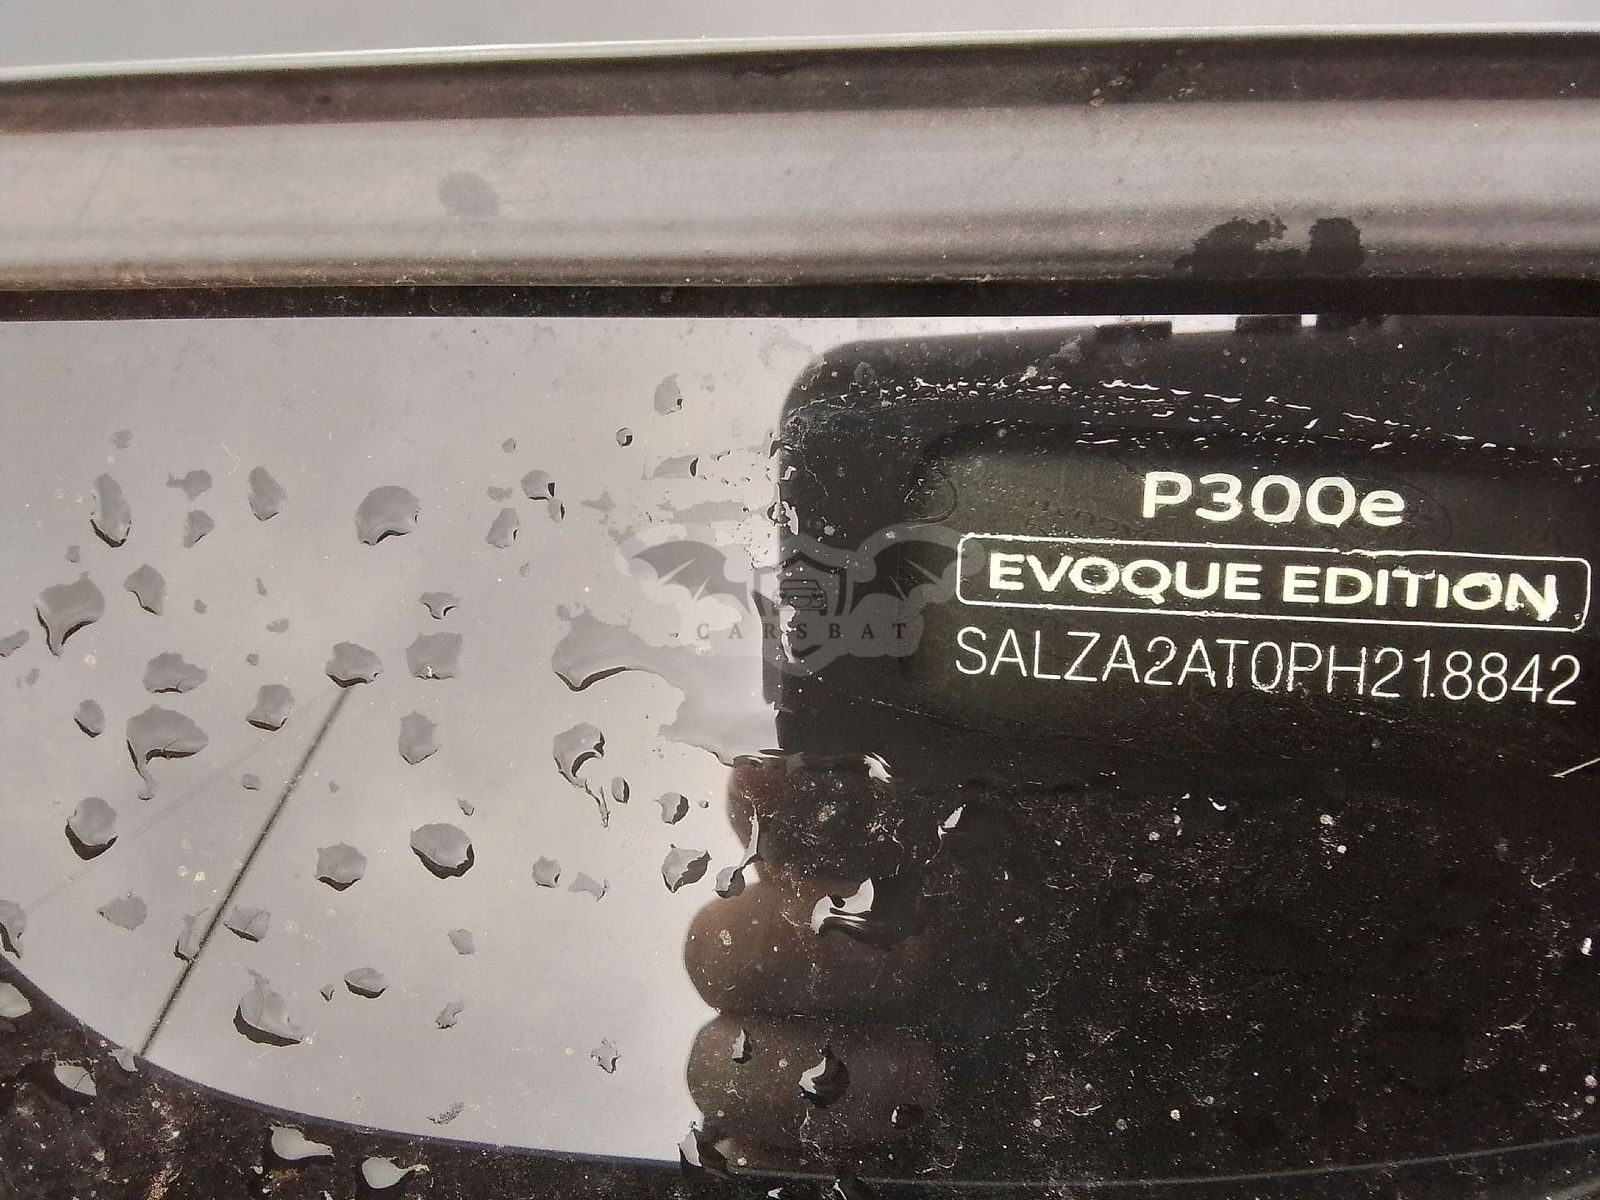 P300e
EVOQUE EDITION
SALZA2AT0PH218842
CARSBAT